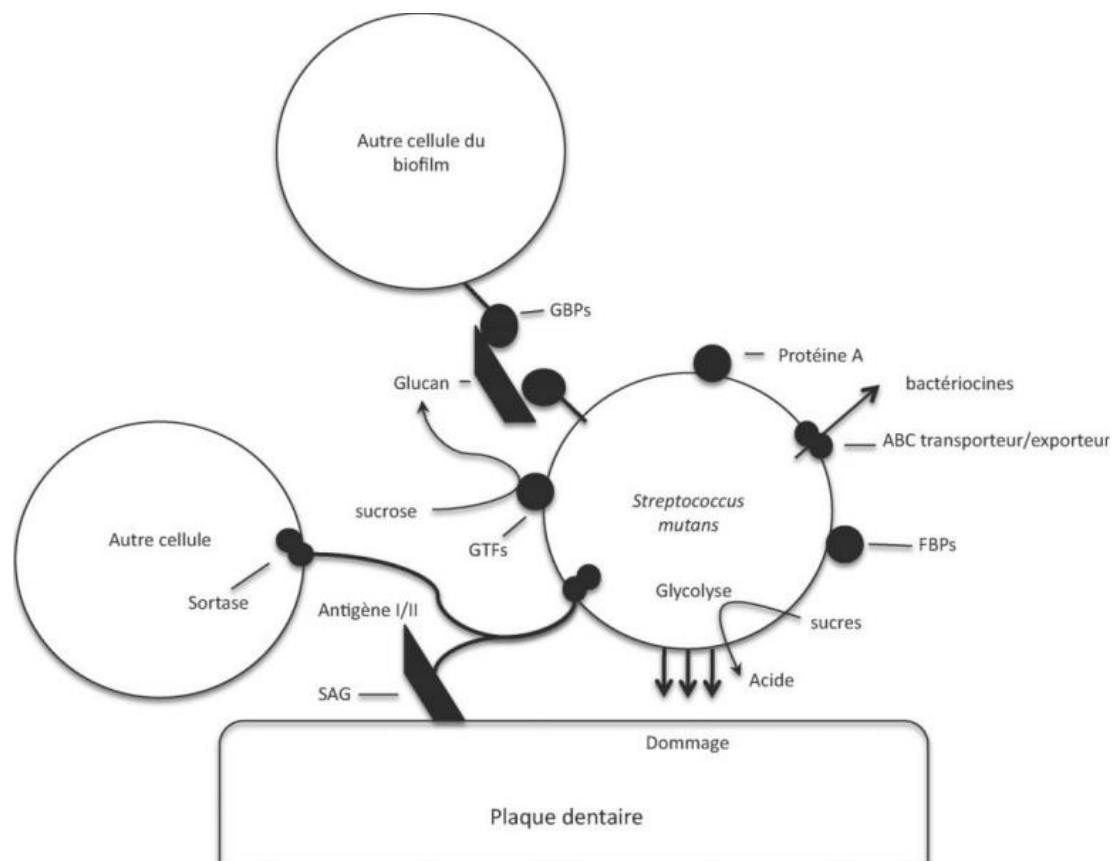 Autre cellule du
biofilm
GBPs
Protéine A
Glucan
bactériocines
ABC transporteur/exporteur
Streptococcus
mutans
sucrose
Autre cellule
GTFs
FBPs
Glycolyse
Sortase
Antigène I/II
sucres
SAG
Acide
Dommage
Plaque dentaire